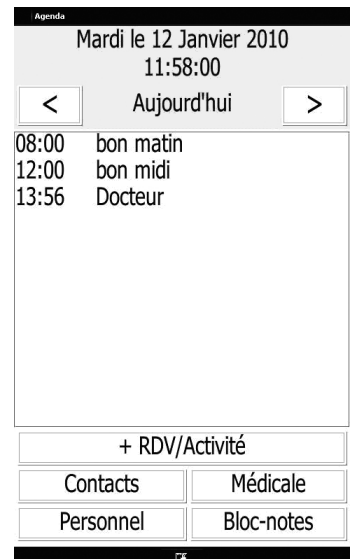 Agenda
Mardi le 12 Janvier 2010
11:58:00
< Aujourd'hui >
08:00 bon matin
12:00 bon midi
13:56 Docteur
+ RDV/Activité
Contacts Médicale
Personnel Bloc-notes